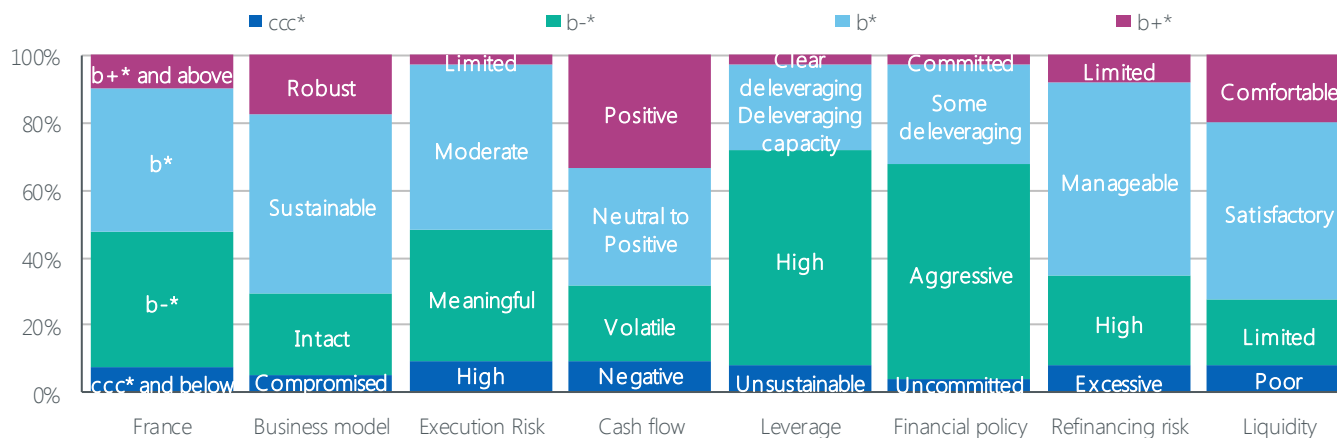 ccc* b-* b* b+*
100%
80%
60%
40%
20%
0%
b+* and above
b*
b-*
ccc* and below
Robust
Sustainable
Intact
Compromised
Limited
Moderate
Meaningful
High
Positive
Neutral to
Positive
Volatile
Negative
Clear
deleveraging
Deleveraging
capacity
High
Unsustainable
Committed
Some
deleveraging
Aggressive
Uncommitted
Limited
Manageable
High
Excessive
Comfortable
Satisfactory
Limited
Poor
France Business model Execution Risk Cash flow Leverage Financial policy Refinancing risk Liquidity